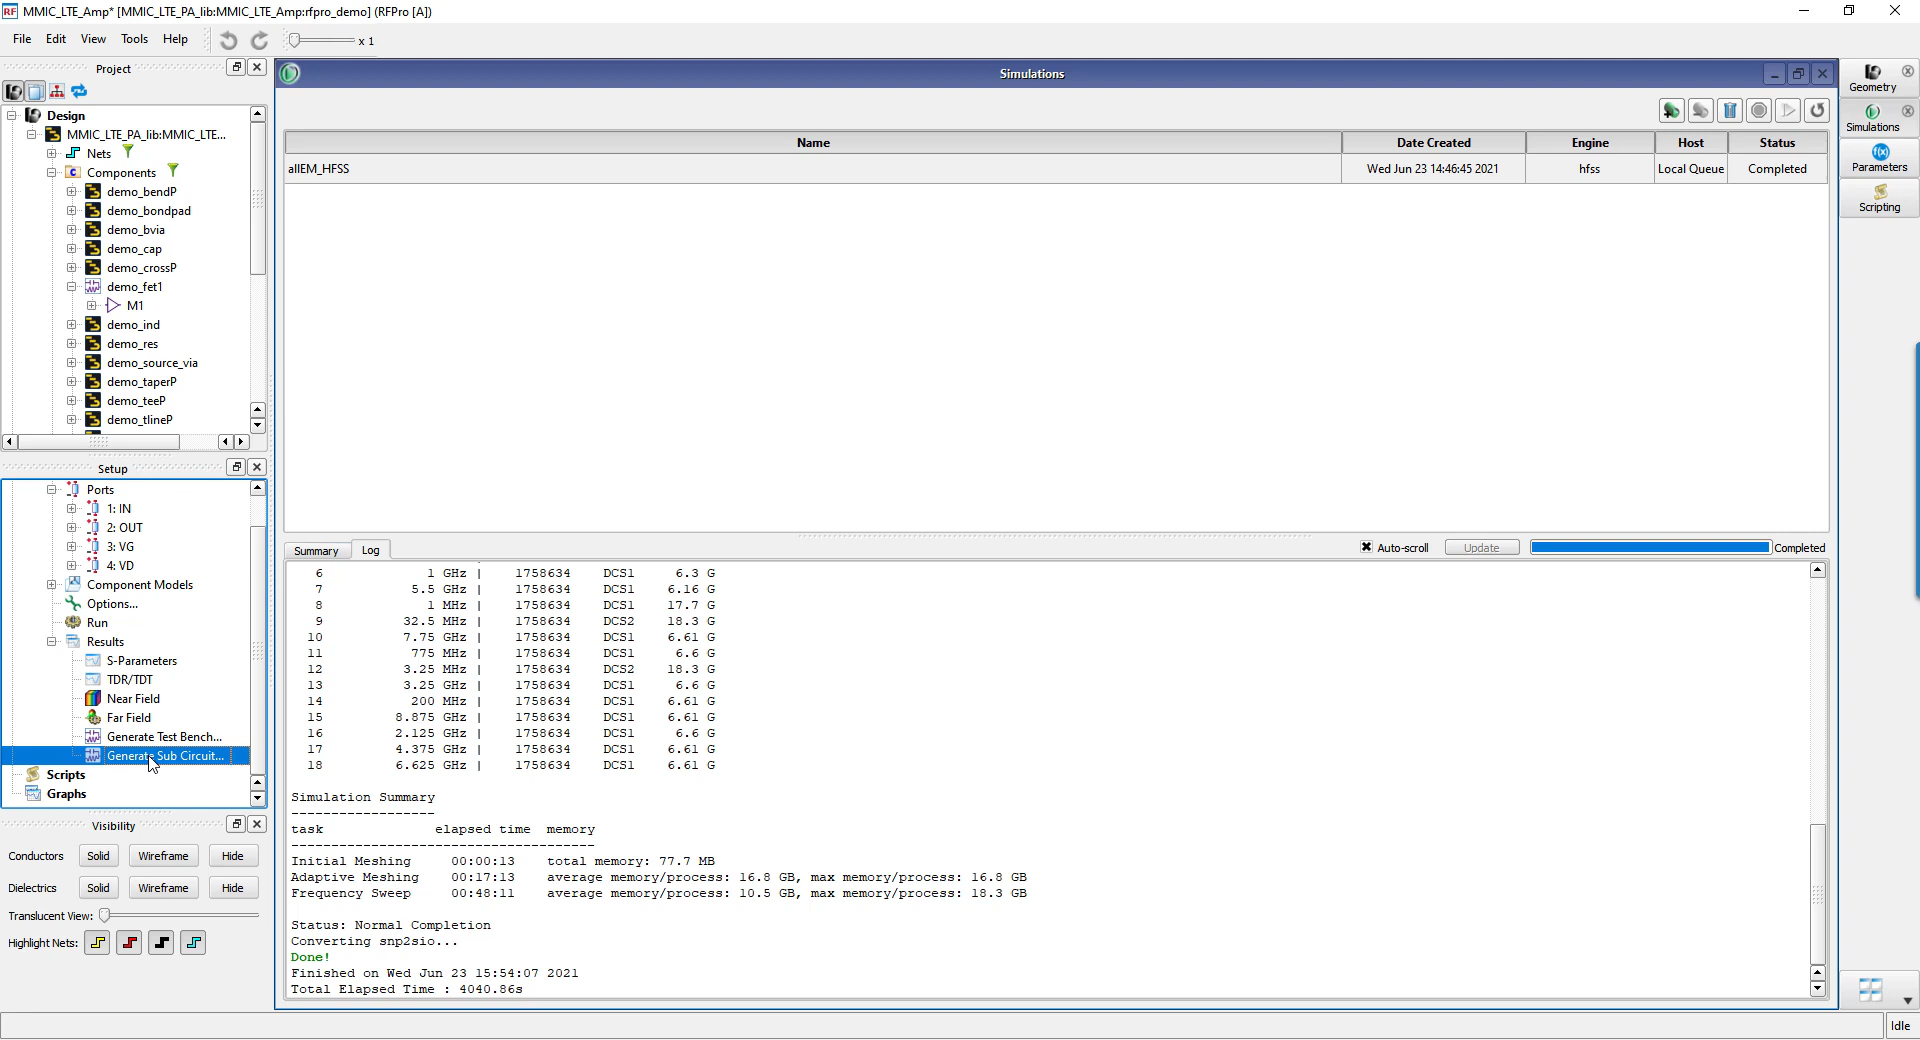 RF MMIC_LTE_Amp* [MMIC_LTE_PA_lib:MMIC_LTE_Amp:rfpro_demo] (RFPro [A])
File Edit View Tools Help x 1
Project
Design
MMIC_LTE_PA_lib:MMIC_LTE...
Nets
Components
demo_bendP
demo_bondpad
demo_bvia
demo_cap
demo_crossP
demo_fet1
M1
demo_ind
demo_res
demo_source_via
demo_taperP
demo_teeP
demo_tlineP
Setup
Ports
1: IN
2: OUT
3: VG
4: VD
Component Models
Options...
Run
Results
S-Parameters
TDR/TDT
Near Field
Far Field
Generate Test Bench...
Generate Sub Circuit...
Scripts
Graphs
Visibility
Conductors Solid Wireframe Hide
Dielectrics Solid Wireframe Hide
Translucent View:
Highlight Nets:
Simulations
Name Date Created Engine Host Status
allEM_HFSS Wed Jun 23 14:46:45 2021 hfss Local Queue Completed
Summary Log Auto-scroll Update Completed
6 1 GHz | 1758634 DCS1 6.3 G
7 5.5 GHz | 1758634 DCS1 6.16 G
8 1 MHz | 1758634 DCS1 17.7 G
9 32.5 MHz | 1758634 DCS2 18.3 G
10 7.75 GHz | 1758634 DCS1 6.61 G
11 775 MHz | 1758634 DCS1 6.6 G
12 3.25 MHz | 1758634 DCS2 18.3 G
13 3.25 GHz | 1758634 DCS1 6.6 G
14 200 MHz | 1758634 DCS1 6.61 G
15 8.875 GHz | 1758634 DCS1 6.61 G
16 2.125 GHz | 1758634 DCS1 6.6 G
17 4.375 GHz | 1758634 DCS1 6.61 G
18 6.625 GHz | 1758634 DCS1 6.61 G
Simulation Summary
------------------
task elapsed time memory
--------------------------------------
Initial Meshing 00:00:13 total memory: 77.7 MB
Adaptive Meshing 00:17:13 average memory/process: 16.8 GB, max memory/process: 16.8 GB
Frequency Sweep 00:48:11 average memory/process: 10.5 GB, max memory/process: 18.3 GB
Status: Normal Completion
Converting snp2sio...
Done!
Finished on Wed Jun 23 15:54:07 2021
Total Elapsed Time : 4040.86s
Geometry
Simulations
f(x)
Parameters
Scripting
Idle